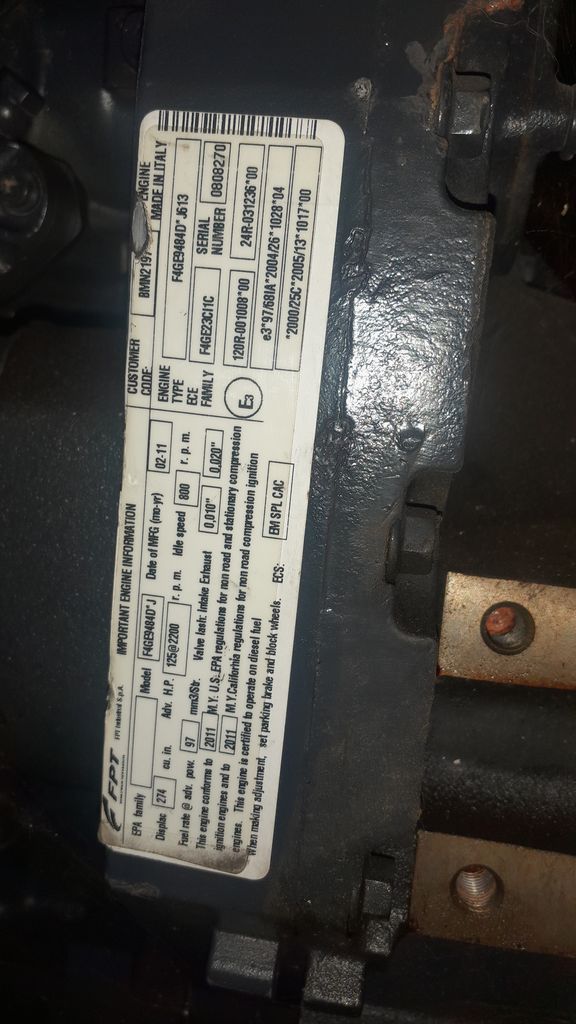 FPT FPT Industrial S.p.A.
IMPORTANT ENGINE INFORMATION
EPA family Model F4GE9484D*J Date of MFG (mo-yr) 02-11
Displac 274 cu. in. Adv. H.P. 125@2200 r. p. m. Idle speed 800 r. p. m.
Fuel rate @ adv. pow. 97 mm3/Str. Valve lash: Intake Exhaust 0,010" 0,020"
This engine conforms to 2011 M.Y. U.S. EPA regulations for non road and stationary compression
ignition engines and to 2011 M.Y. California regulations for non road compression ignition
engines. This engine is certified to operate on diesel fuel
When making adjustment, set parking brake and block wheels. ECS: EM SPL CAC
CUSTOMER CODE: ENGINE
MADE IN ITALY
ENGINE TYPE F4GE9484D*J613
ECE FAMILY F4GE23C11C SERIAL NUMBER 0808270
E3 120R-001008*00 24R-031236*00
e3*97/68IA*2004/26*1028*04
*2000/25C*2005/13*1017*00